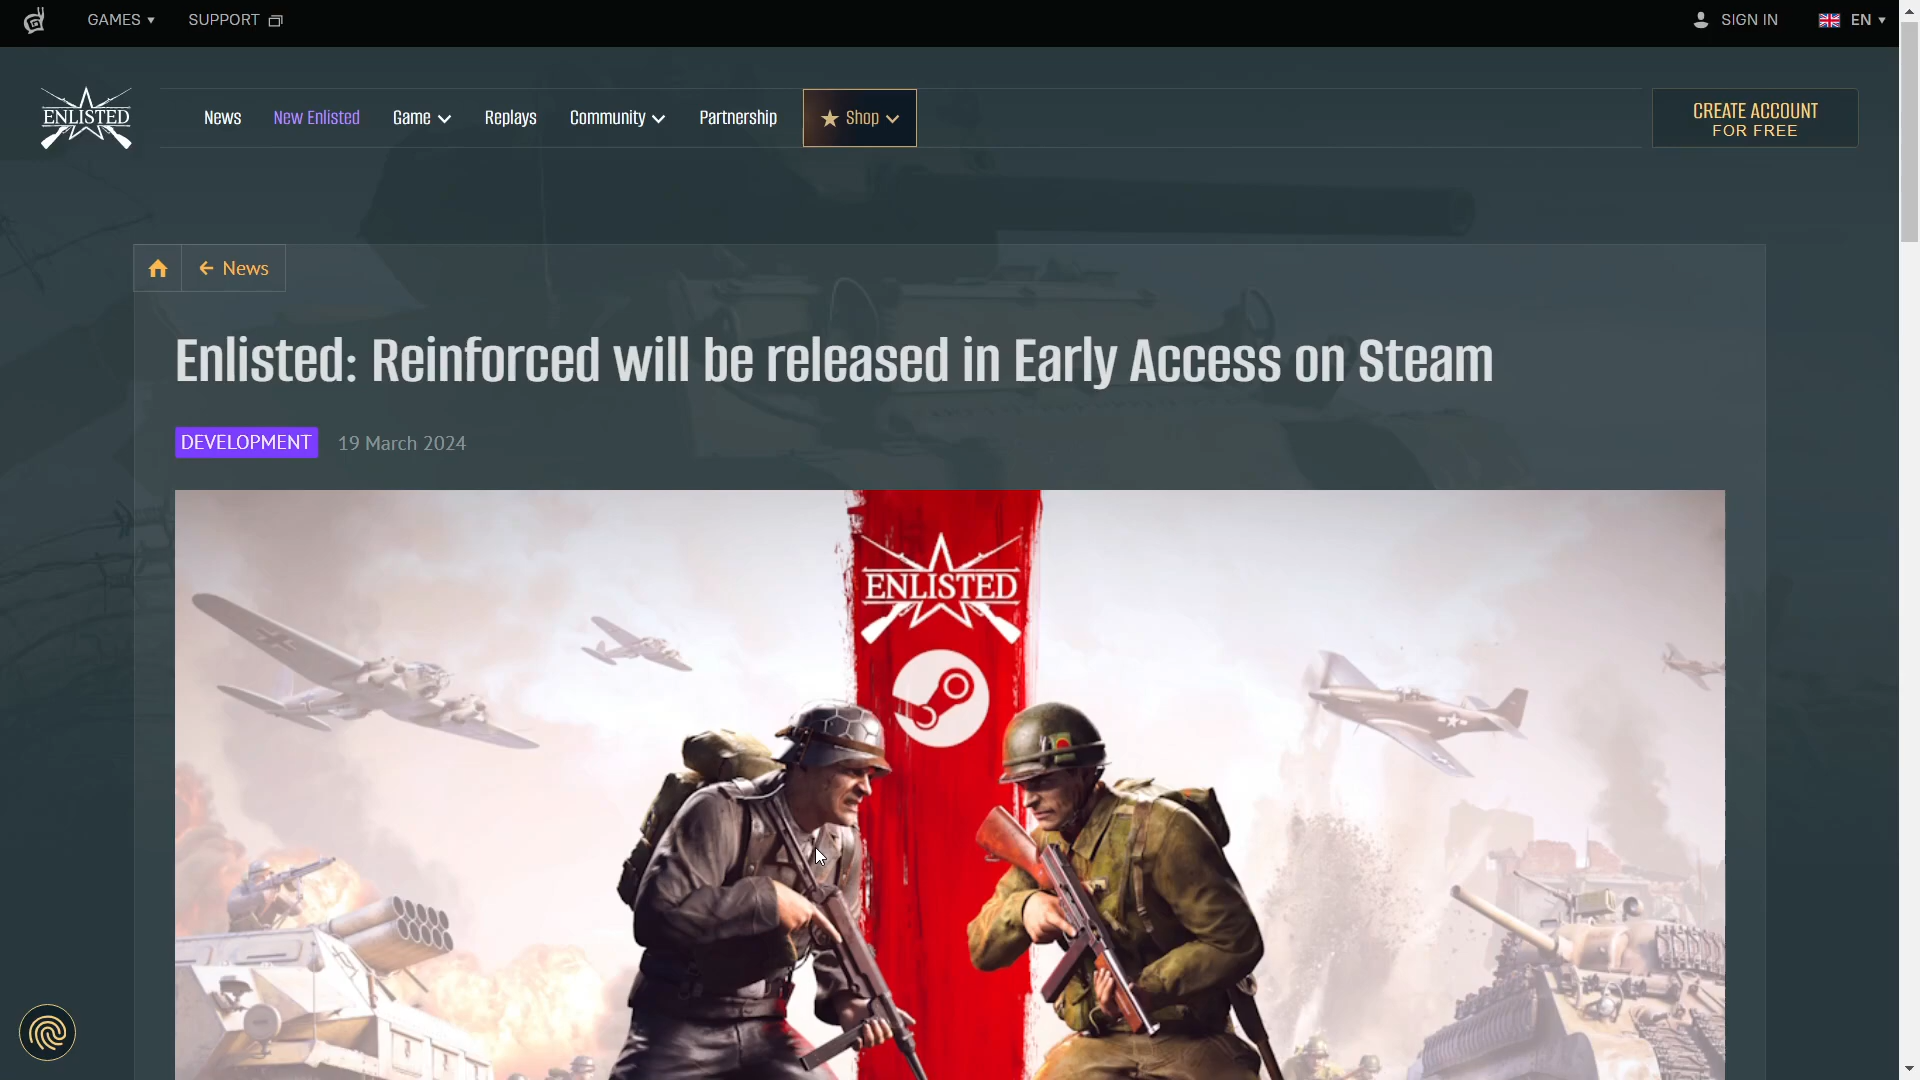 GAMES
SUPPORT
SIGN IN
EN
ENLISTED
News
New Enlisted
Game
Replays
Community
Partnership
Shop
CREATE ACCOUNT
FOR FREE
News
Enlisted: Reinforced will be released in Early Access on Steam
DEVELOPMENT
19 March 2024
ENLISTED